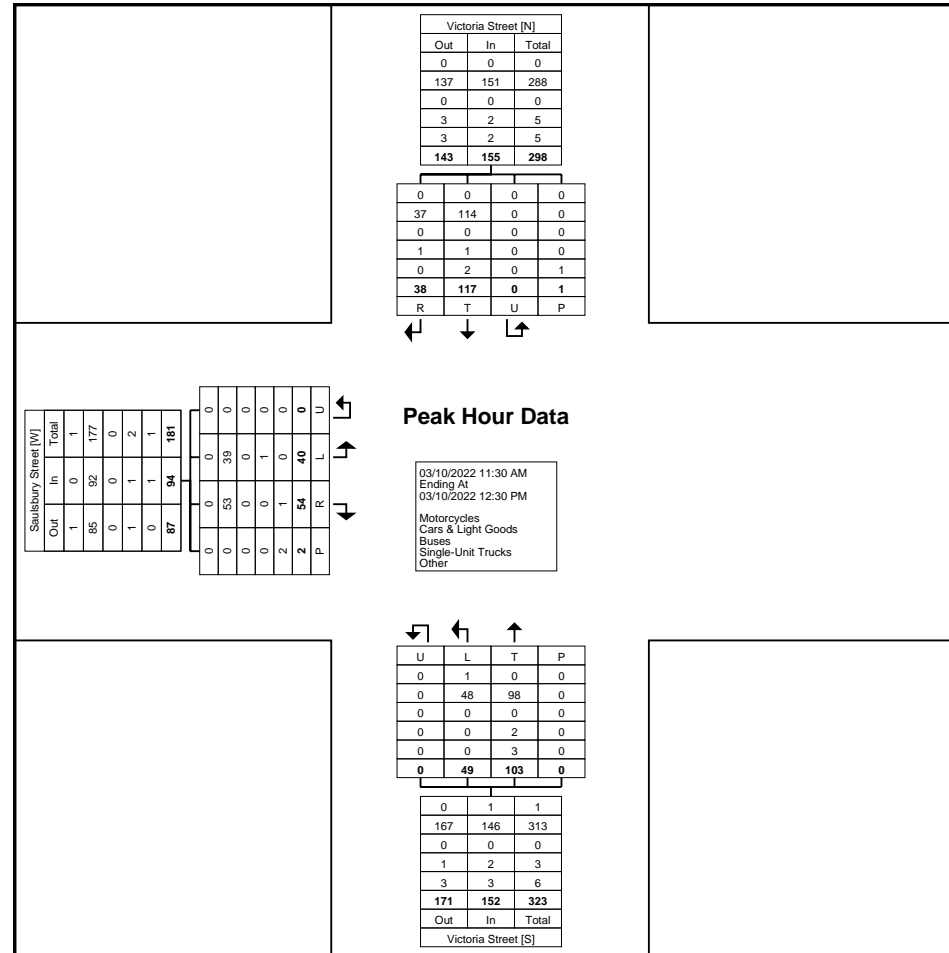 Victoria Street [N]
Out In Total
0 0 0
137 151 288
0 0 0
3 2 5
3 2 5
143 155 298
0 0 0 0
37 114 0 0
0 0 0 0
1 1 0 0
0 2 0 1
38 117 0 1
R T U P
Saulsbury Street [W]
Out In Total
1 0 1
85 92 177
0 0 0
1 1 2
0 1 1
87 94 181
0 0 0 0
0 53 39 0
0 0 0 0
0 0 1 0
2 1 0 0
2 54 40 0
P R L U
Peak Hour Data
03/10/2022 11:30 AM
Ending At
03/10/2022 12:30 PM
Motorcycles
Cars & Light Goods
Buses
Single-Unit Trucks
Other
U L T P
0 1 0 0
0 48 98 0
0 0 0 0
0 0 2 0
0 0 3 0
0 49 103 0
0 1 1
167 146 313
0 0 0
1 2 3
3 3 6
171 152 323
Out In Total
Victoria Street [S]